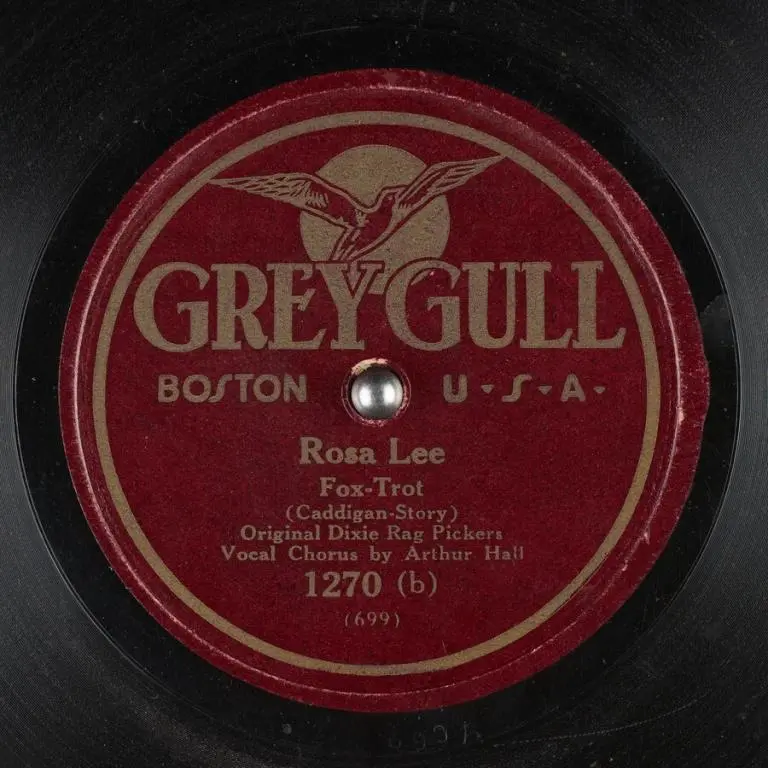 GREY GULL
BOSTON U-S-A-
Rosa Lee
Fox-Trot
(Caddigan-Story)
Original Dixie Rag Pickers
Vocal Chorus by Arthur Hall
1270 (b)
(699)